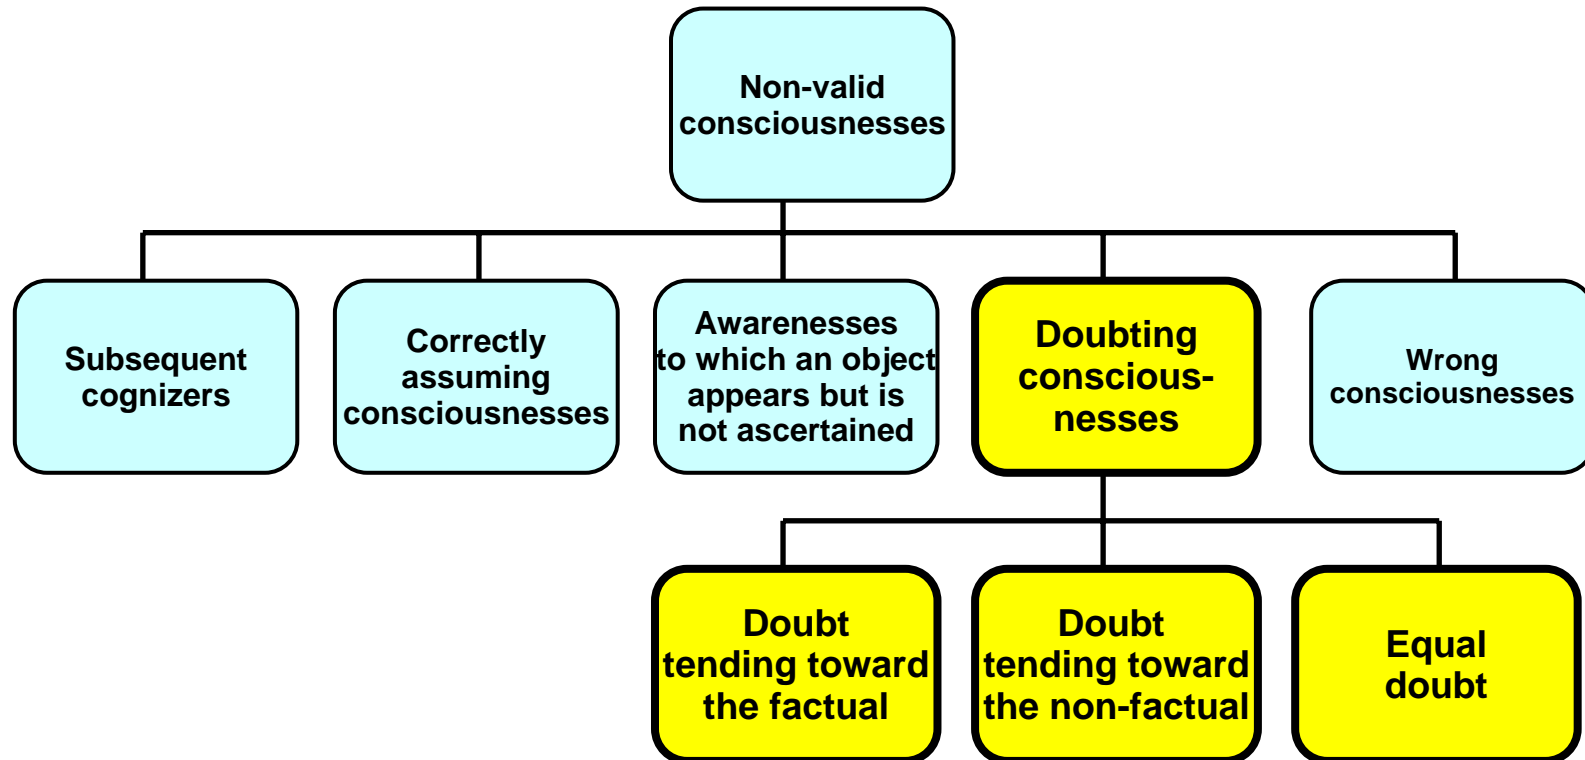 Non-valid
consciousnesses
Subsequent
cognizers
Correctly
assuming
consciousnesses
Awarenesses
to which an object
appears but is
not ascertained
Doubting
conscious-
nesses
Wrong
consciousnesses
Doubt
tending toward
the factual
Doubt
tending toward
the non-factual
Equal
doubt